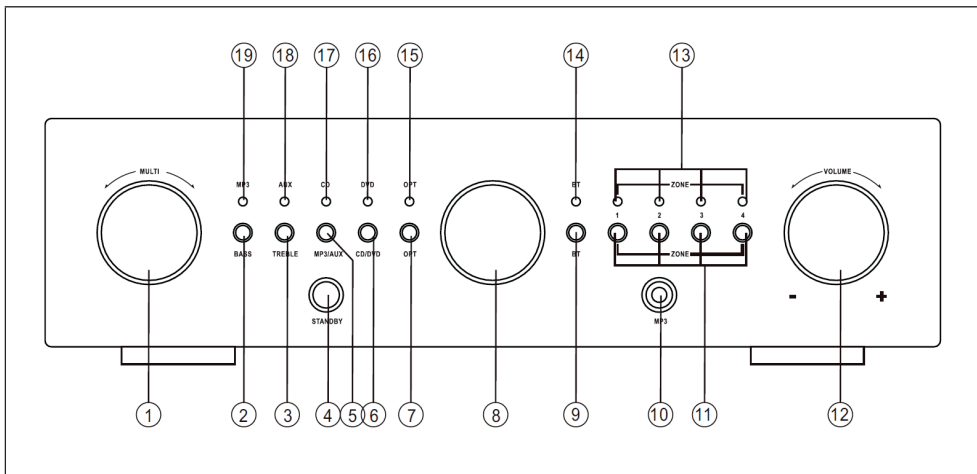 19 18 17 16 15 14 13
MULTI
MP3 AUX CD DVD OPT BT ZONE
VOLUME
1 2 3 4
BASS TREBLE MP3/AUX CD/DVD OPT BT ZONE
STANDBY MP3
- +
1 2 3 4 5 6 7 8 9 10 11 12